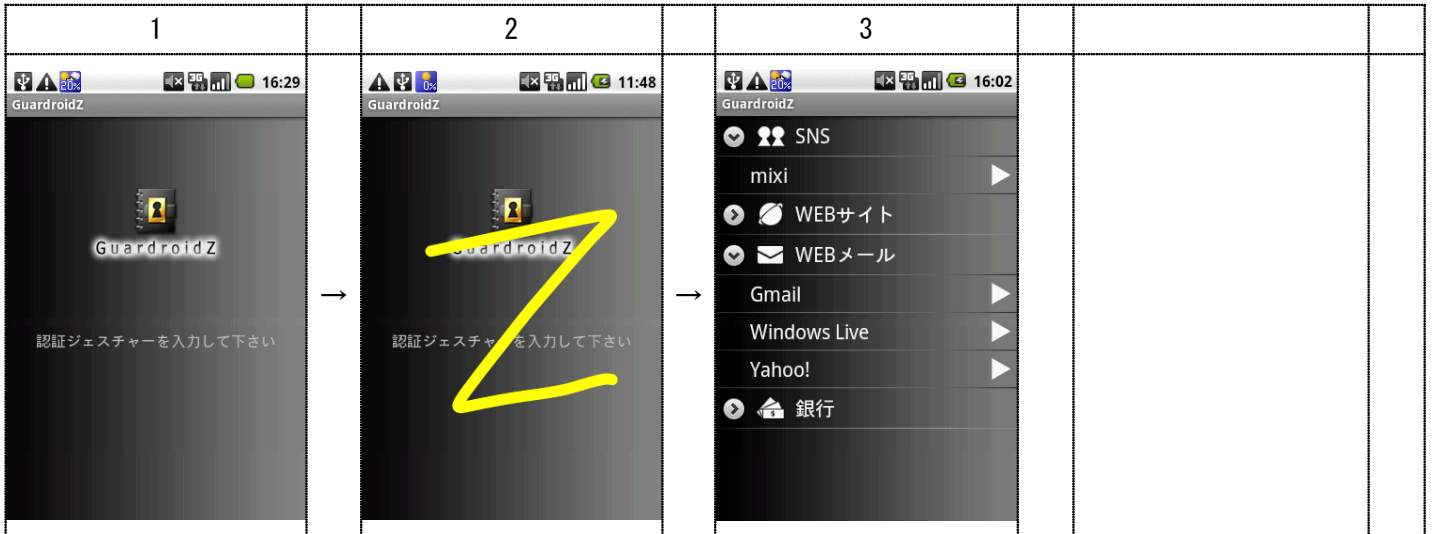 1
2
3
20%
16:29
GuardroidZ
GuardroidZ
認証ジェスチャーを入力して下さい
→
0%
11:48
GuardroidZ
GuardroidZ
認証ジェスチャーを入力して下さい
→
20%
16:02
GuardroidZ
SNS
mixi
WEBサイト
WEBメール
Gmail
Windows Live
Yahoo!
銀行